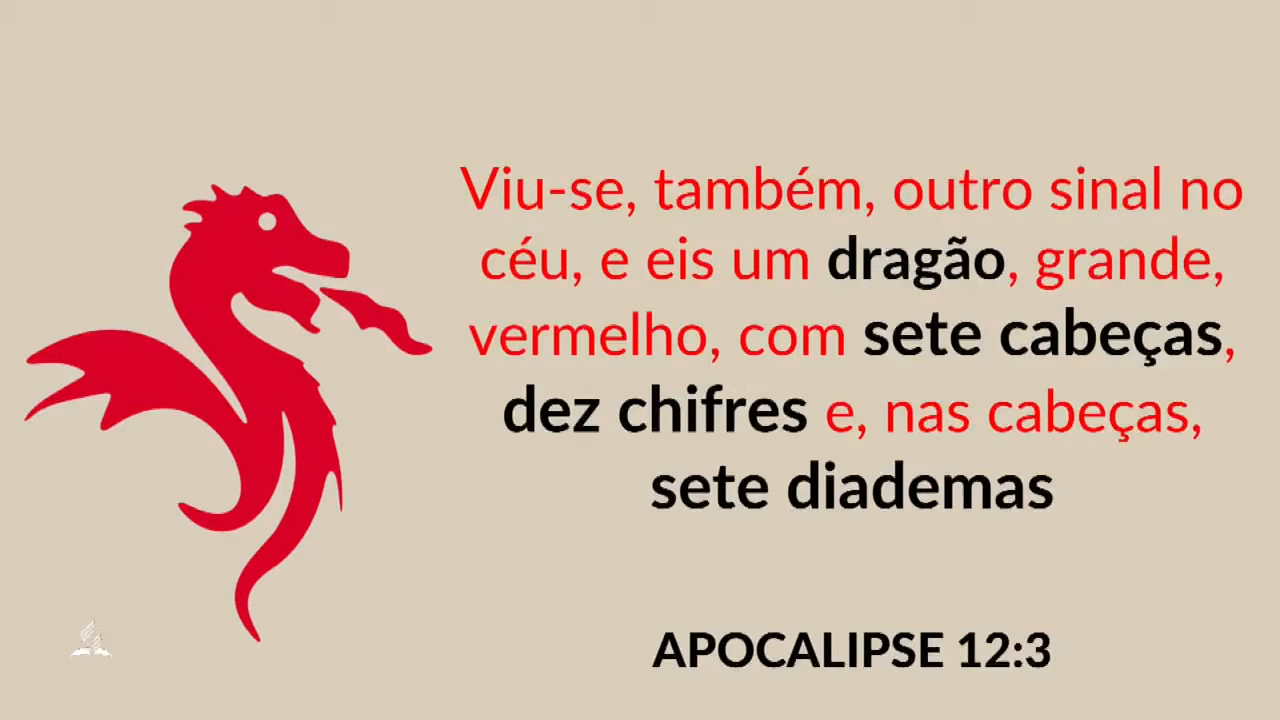 Viu-se, também, outro sinal no
céu, e eis um dragão, grande,
vermelho, com sete cabeças,
dez chifres e, nas cabeças,
sete diademas
APOCALIPSE 12:3